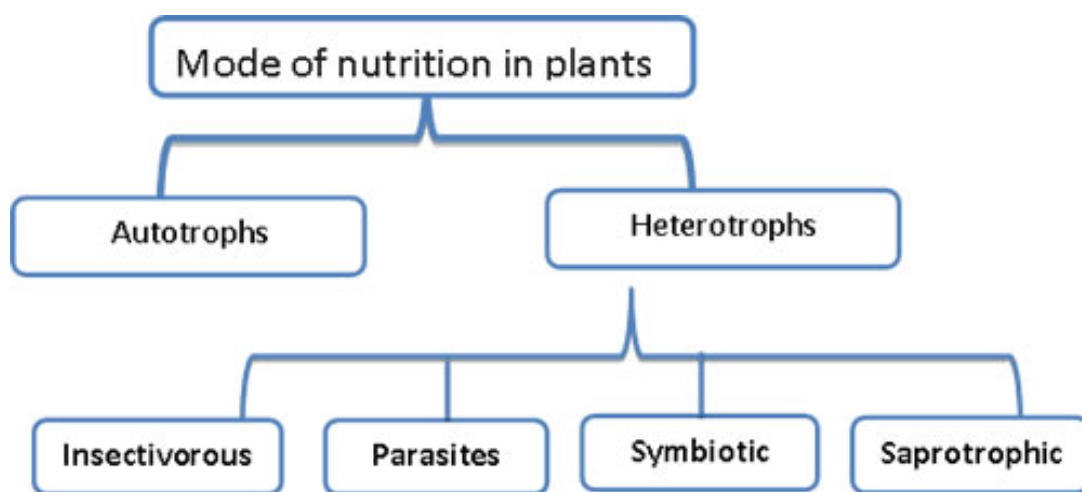 Mode of nutrition in plants
Autotrophs
Heterotrophs
Insectivorous
Parasites
Symbiotic
Saprotrophic